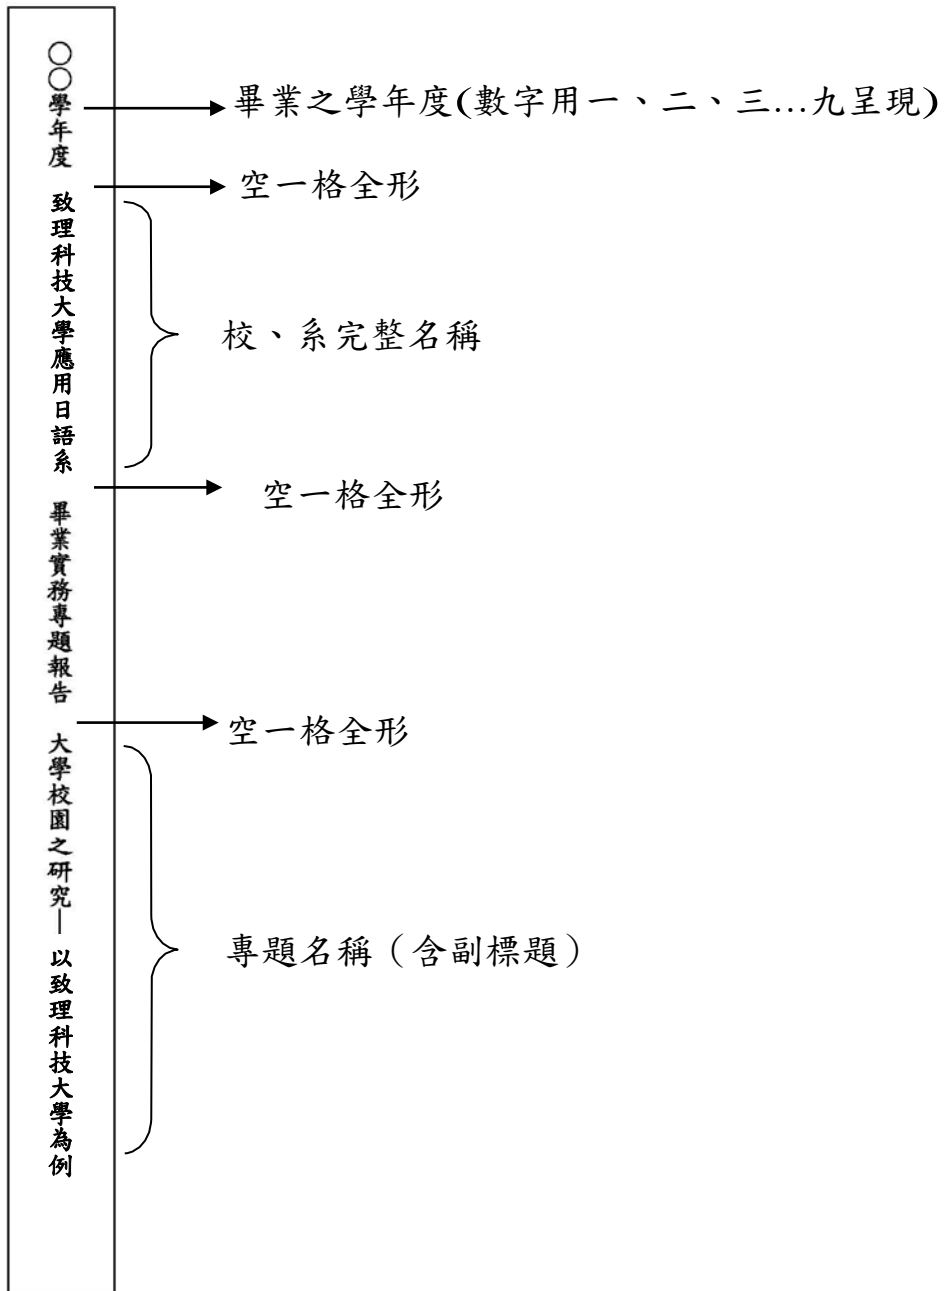 〇〇學年度　致理科技大學應用日語系　畢業實務專題報告　大學校園之研究—以致理科技大學為例
畢業之學年度(數字用一、二、三…九呈現)
空一格全形
校、系完整名稱
空一格全形
空一格全形
專題名稱（含副標題）